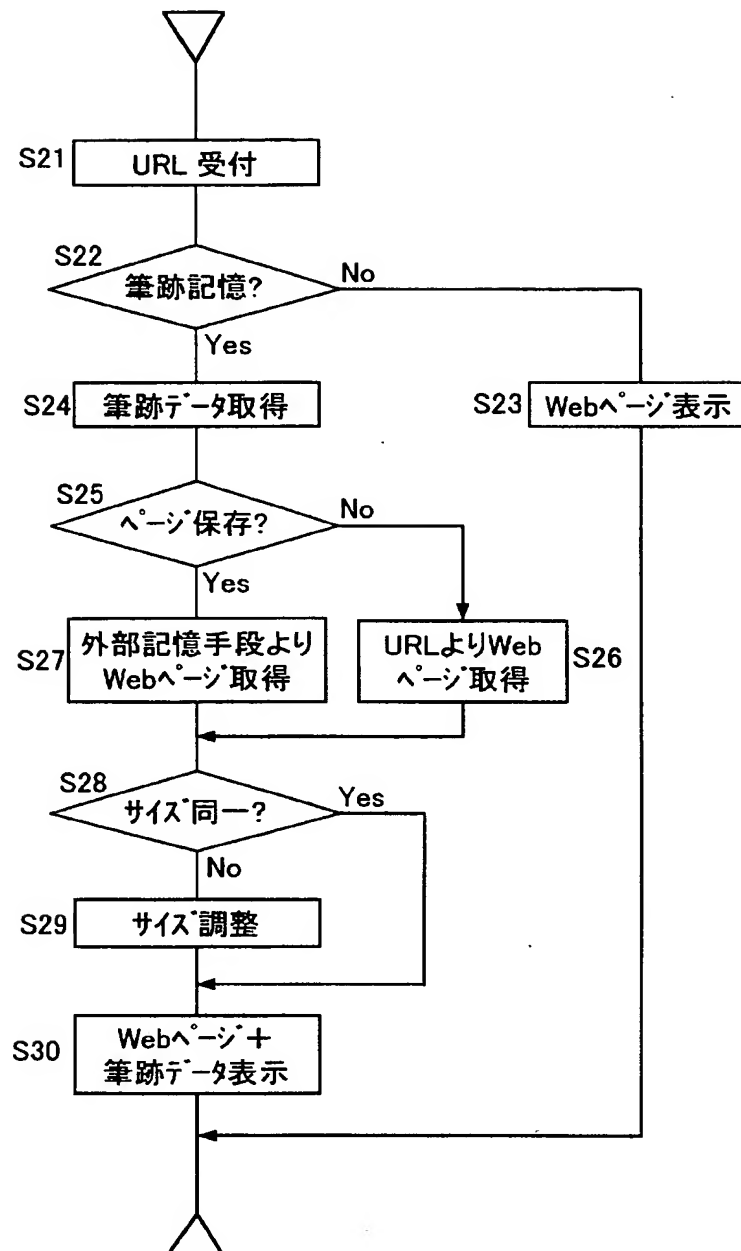 S21
URL 受付
S22
筆跡記憶?
No
Yes
S24
筆跡データ取得
S23
Webページ表示
S25
ページ保存?
No
Yes
S27
外部記憶手段より
Webページ取得
URLよりWeb
ページ取得
S26
S28
サイズ同一?
Yes
No
S29
サイズ調整
S30
Webページ+
筆跡データ表示